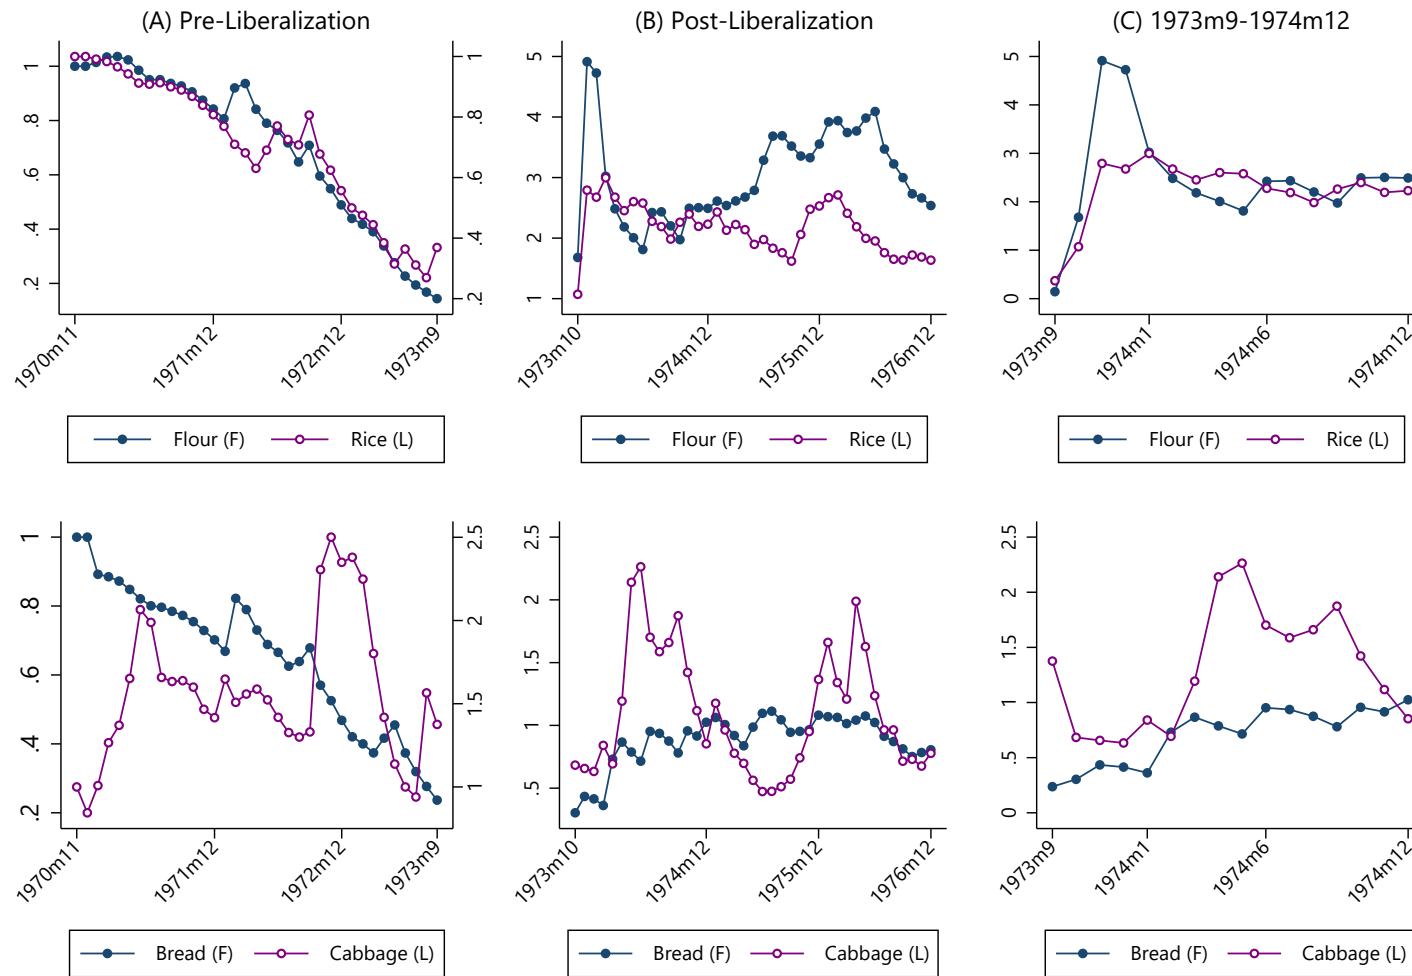 (A) Pre-Liberalization
(B) Post-Liberalization
(C) 1973m9-1974m12
1
.8
.6
.4
.2
1
.8
.6
.4
.2
1970m11
1971m12
1972m12
1973m9
Flour (F)
Rice (L)
5
4
3
2
1
1973m10
1974m12
1975m12
1976m12
Flour (F)
Rice (L)
5
4
3
2
1
0
1973m9
1974m1
1974m6
1974m12
Flour (F)
Rice (L)
1
.8
.6
.4
.2
2.5
2
1.5
1
1970m11
1971m12
1972m12
1973m9
Bread (F)
Cabbage (L)
2.5
2
1.5
1
.5
1973m10
1974m12
1975m12
1976m12
Bread (F)
Cabbage (L)
2.5
2
1.5
1
.5
0
1973m9
1974m1
1974m6
1974m12
Bread (F)
Cabbage (L)